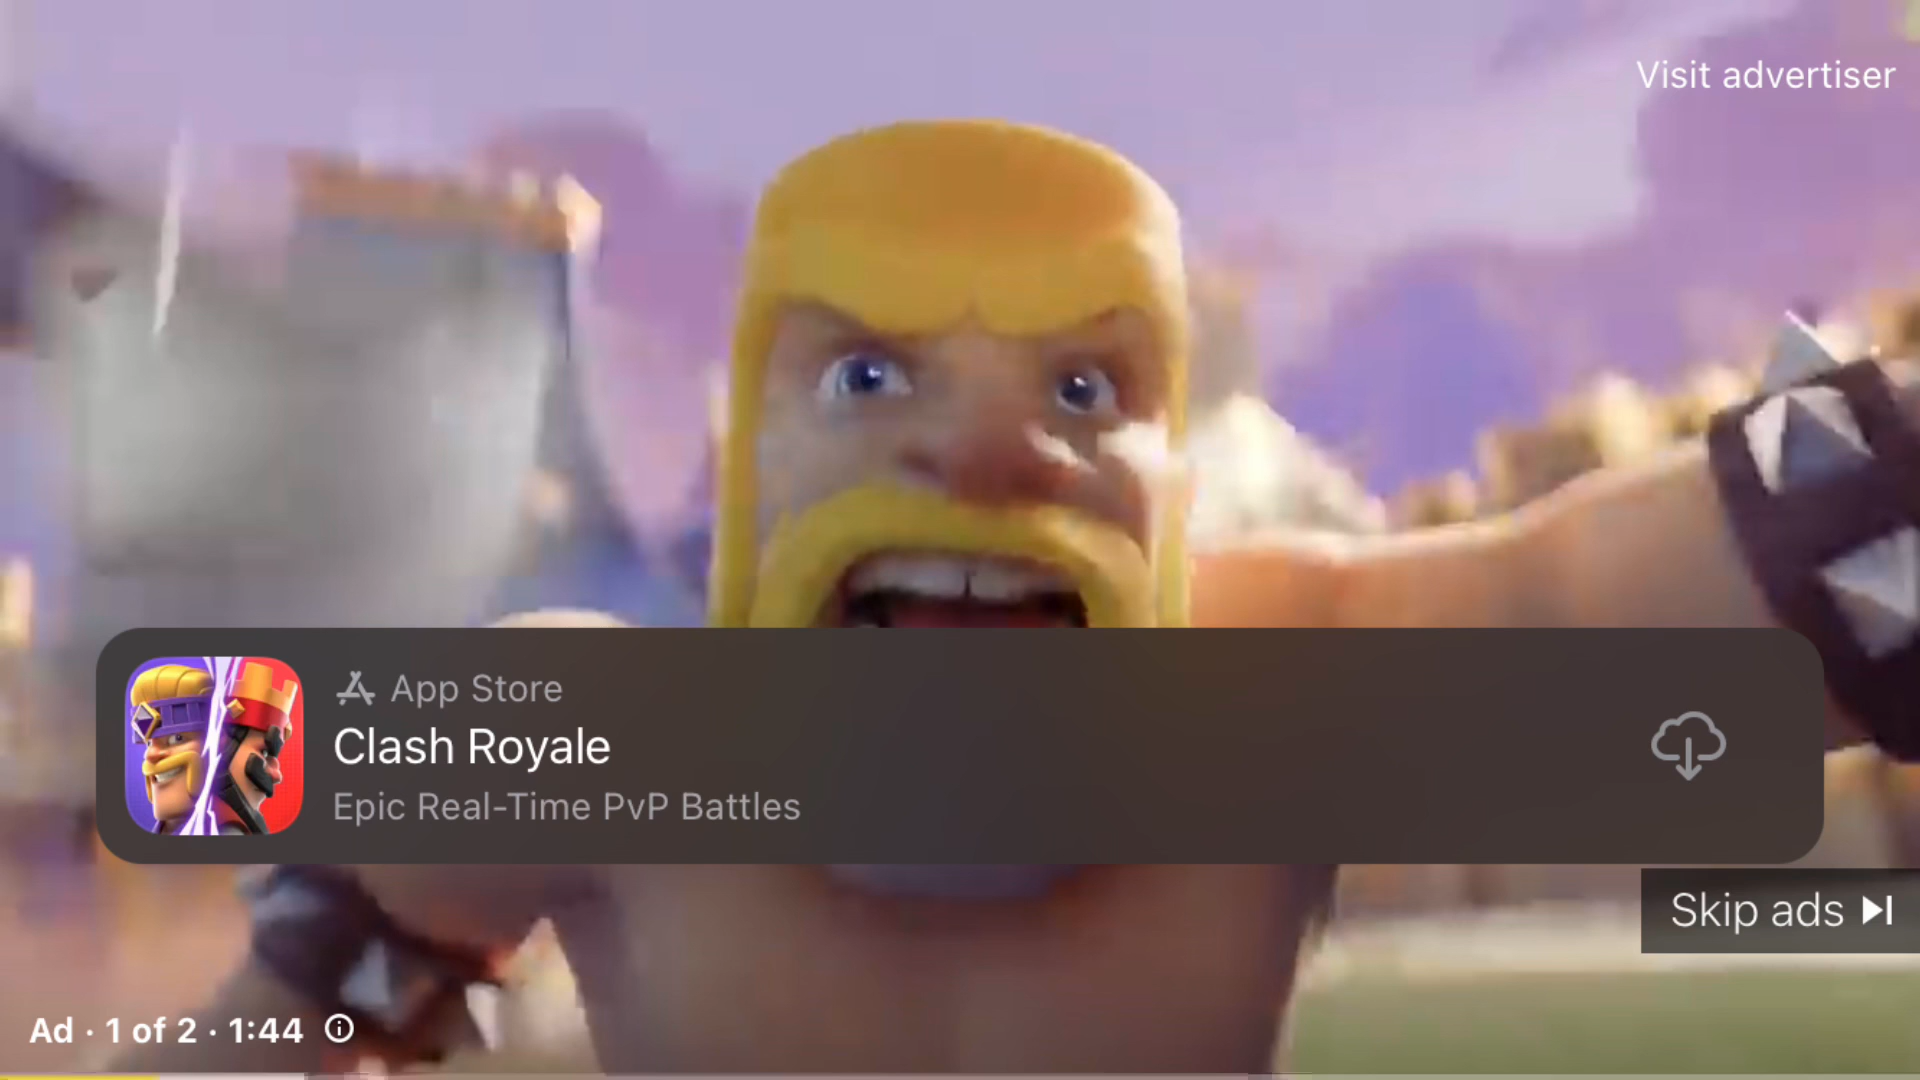 Visit advertiser
App Store
Clash Royale
Epic Real-Time PvP Battles
Skip ads
Ad · 1 of 2 · 1:44